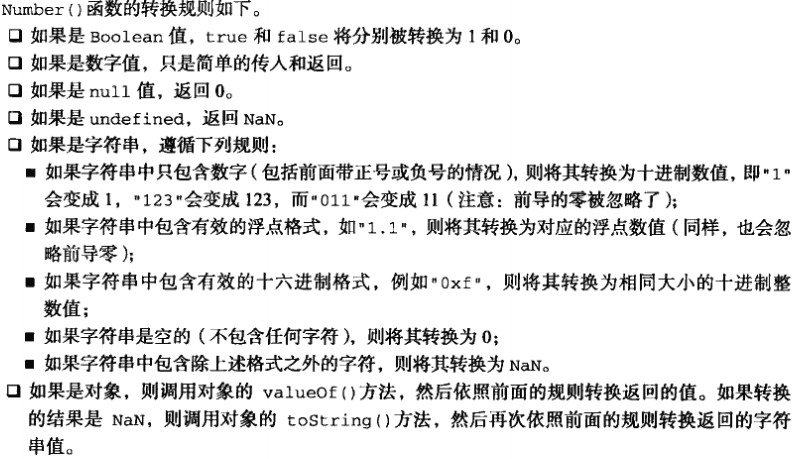 Number()函数的转换规则如下。
❑ 如果是 Boolean 值，true 和 false 将分别被转换为 1 和 0。
❑ 如果是数字值，只是简单的传入和返回。
❑ 如果是 null 值，返回 0。
❑ 如果是 undefined，返回 NaN。
❑ 如果是字符串，遵循下列规则：
■ 如果字符串中只包含数字（包括前面带正号或负号的情况），则将其转换为十进制数值，即"1"
会变成 1，"123"会变成 123，而"011"会变成 11（注意：前导的零被忽略了）；
■ 如果字符串中包含有效的浮点格式，如"1.1"，则将其转换为对应的浮点数值（同样，也会忽
略前导零）；
■ 如果字符串中包含有效的十六进制格式，例如"0xf"，则将其转换为相同大小的十进制整
数值；
■ 如果字符串是空的（不包含任何字符），则将其转换为 0；
■ 如果字符串中包含除上述格式之外的字符，则将其转换为 NaN。
❑ 如果是对象，则调用对象的 valueOf()方法，然后依照前面的规则转换返回的值。如果转换
的结果是 NaN，则调用对象的 toString()方法，然后再次依照前面的规则转换返回的字符
串值。